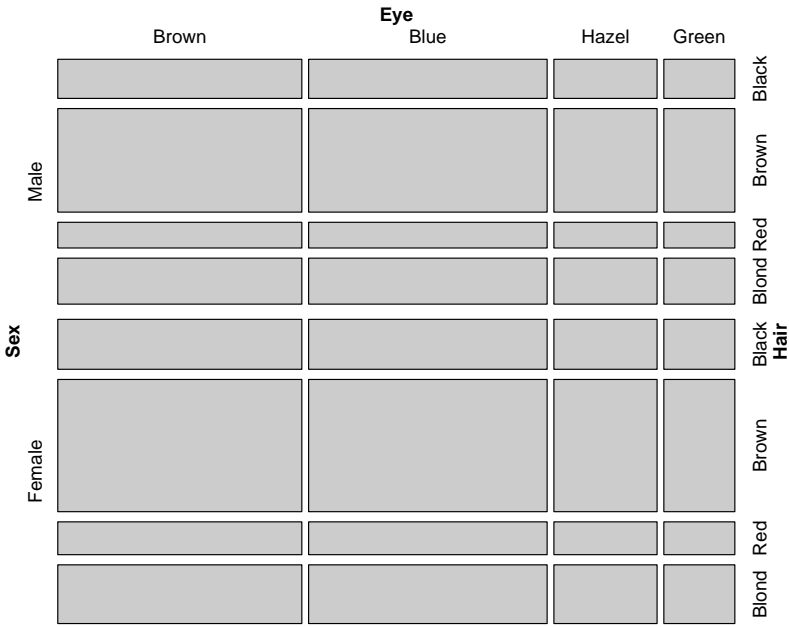 Eye
Brown Blue Hazel Green
Sex
Male
Female
Black
Brown
Red
Blond
Black
Brown
Red
Blond
Hair